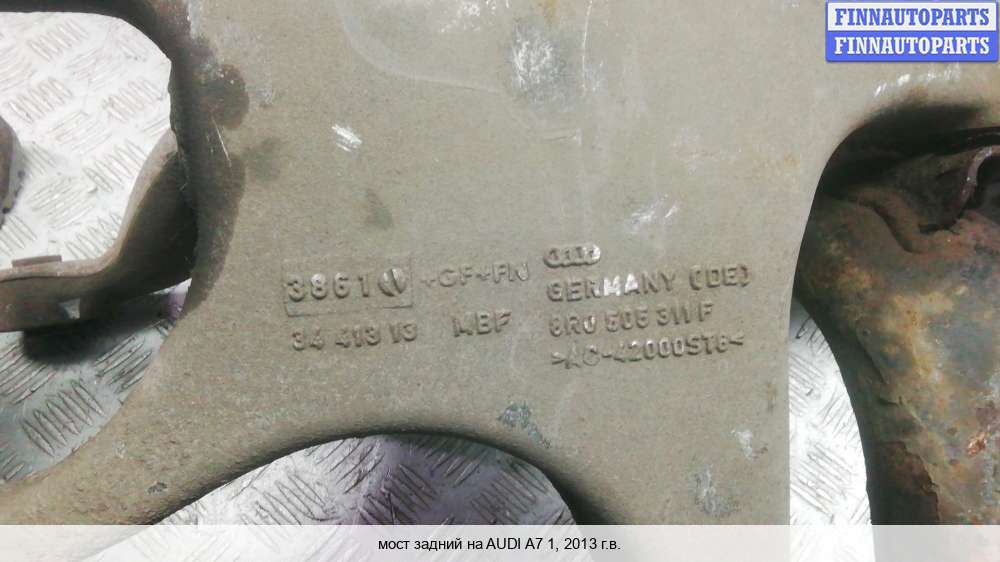 FINNAUTOPARTS
FINNAUTOPARTS
3861 +GF+FN
34 413 13 MBF
GERMANY (DE)
8R0 505 311 F
>AC-42000ST6<
мост задний на AUDI A7 1, 2013 г.в.